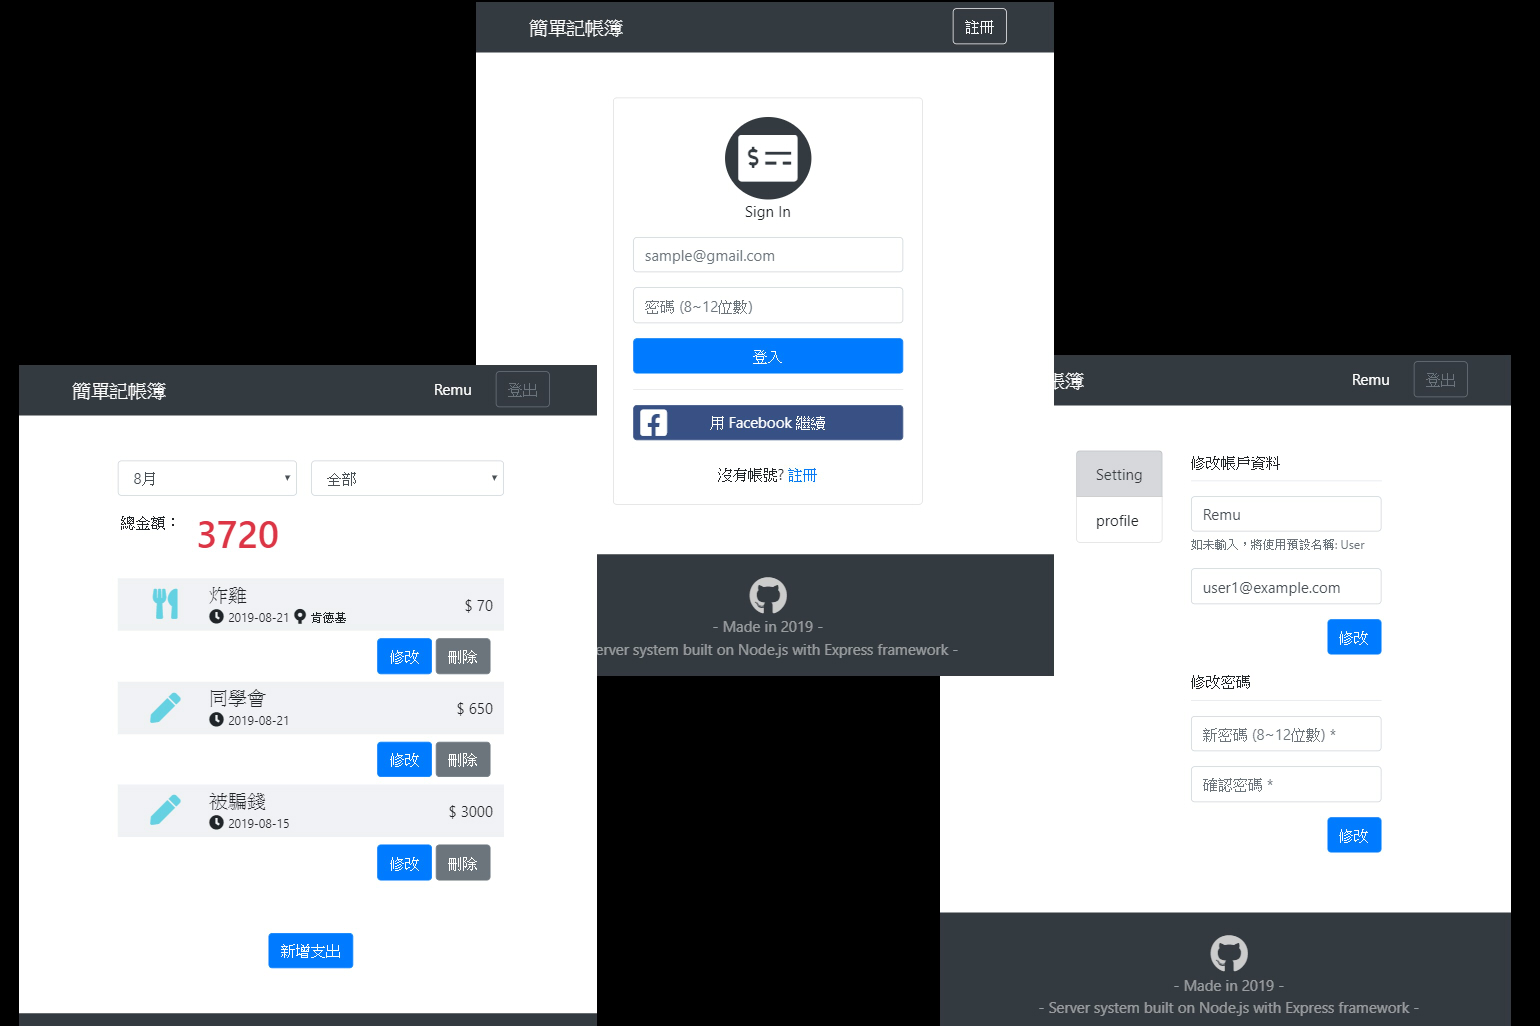 簡單記帳簿
註冊
Sign In
sample@gmail.com
密碼 (8~12位數)
登入
用 Facebook 繼續
沒有帳號? 註冊
- Made in 2019 -
erver system built on Node.js with Express framework -
簡單記帳簿
Remu
登出
8月
全部
總金額：
3720
炸雞
2019-08-21 肯德基
$ 70
修改
刪除
同學會
2019-08-21
$ 650
修改
刪除
被騙錢
2019-08-15
$ 3000
修改
刪除
新增支出
帳簿
Remu
登出
Setting
profile
修改帳戶資料
Remu
如未輸入，將使用預設名稱: User
user1@example.com
修改
修改密碼
新密碼 (8~12位數) *
確認密碼 *
修改
- Made in 2019 -
- Server system built on Node.js with Express framework -